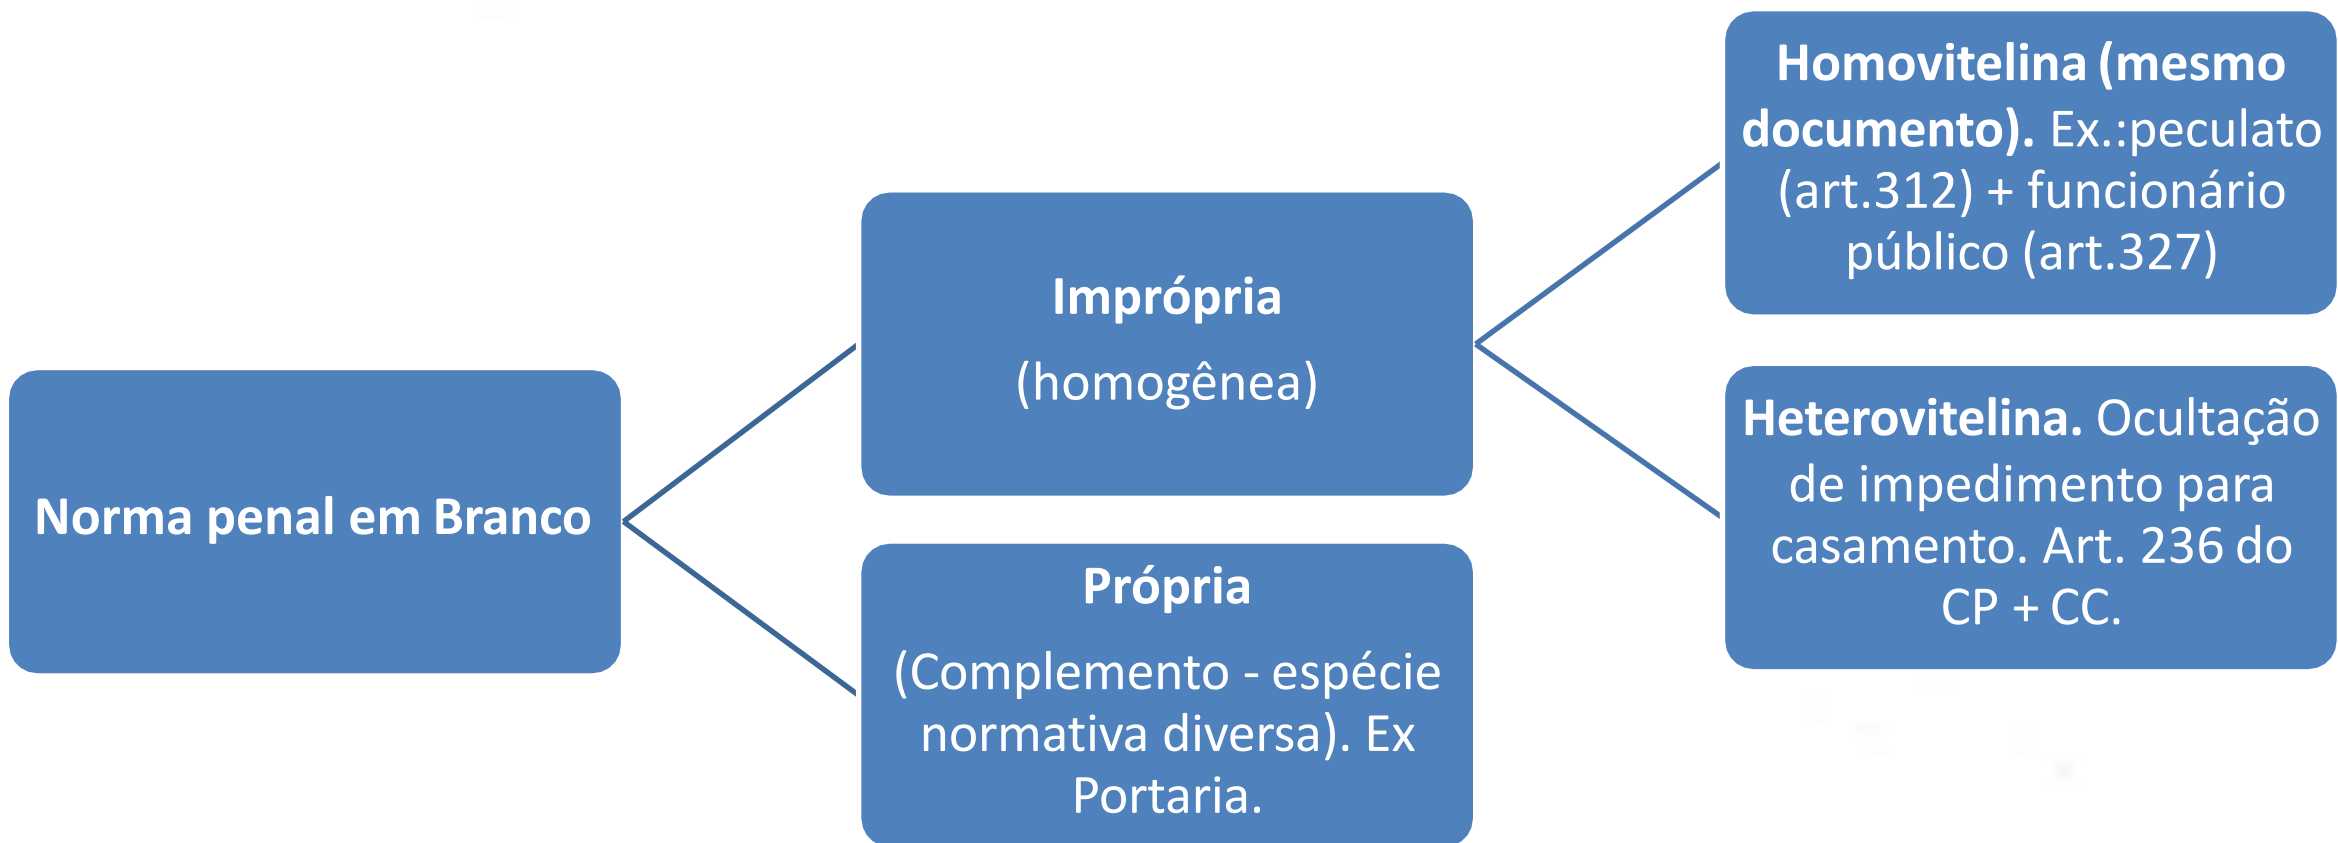 Norma penal em Branco
Imprópria
(homogênea)
Própria
(Complemento - espécie
normativa diversa). Ex
Portaria.
Homovitelina (mesmo
documento). Ex.:peculato
(art.312) + funcionário
público (art.327)
Heterovitelina. Ocultação
de impedimento para
casamento. Art. 236 do
CP + CC.